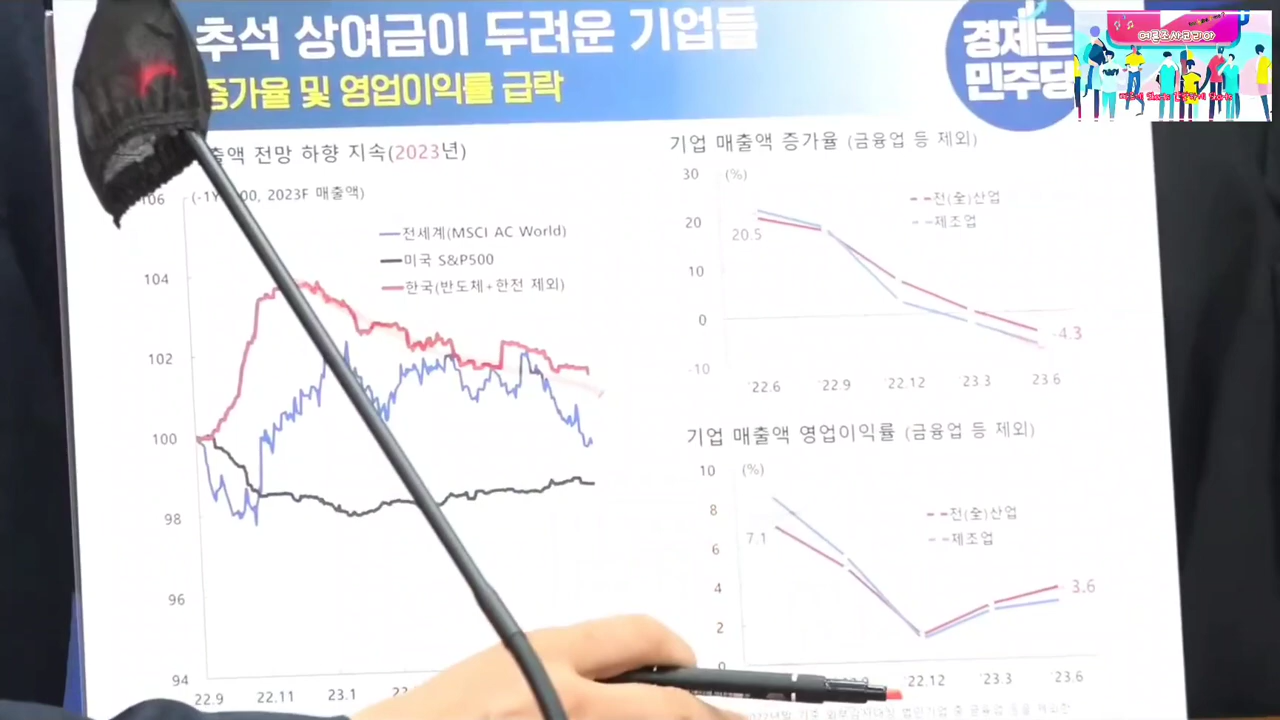 추석 상여금이 두려운 기업들
증가율 및 영업이익률 급락
경제는
민주당
여론조사코리아
매출액 전망 하향 지속(2023년)
2023F 매출액)
106
104
102
100
98
96
94
전세계(MSCI AC World)
미국 S&P500
한국(반도체+한전 제외)
22.9
22.11
23.1
기업 매출액 증가율 (금융업 등 제외)
30
(%)
20
10
0
-10
전(全)산업
제조업
20.5
-4.3
'22.6
'22.9
'22.12
'23.3
23.6
기업 매출액 영업이익률 (금융업 등 제외)
10
(%)
8
6
4
2
0
전(全)산업
제조업
7.1
3.6
'22.12
'23.3
'23.6